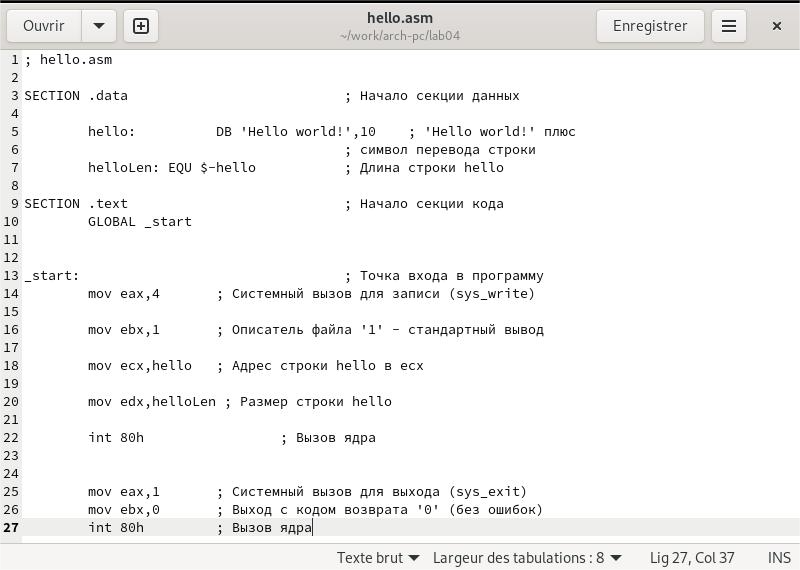 Ouvrir
hello.asm
~/work/arch-pc/lab04
Enregistrer
1 ; hello.asm
2
3 SECTION .data ; Начало секции данных
4
5 hello: DB 'Hello world!',10 ; 'Hello world!' плюс
6 ; символ перевода строки
7 helloLen: EQU $-hello ; Длина строки hello
8
9 SECTION .text ; Начало секции кода
10 GLOBAL _start
11
12
13 _start: ; Точка входа в программу
14 mov eax,4 ; Системный вызов для записи (sys_write)
15
16 mov ebx,1 ; Описатель файла '1' - стандартный вывод
17
18 mov ecx,hello ; Адрес строки hello в ecx
19
20 mov edx,helloLen ; Размер строки hello
21
22 int 80h ; Вызов ядра
23
24
25 mov eax,1 ; Системный вызов для выхода (sys_exit)
26 mov ebx,0 ; Выход с кодом возврата '0' (без ошибок)
27 int 80h ; Вызов ядра
Texte brut Largeur des tabulations : 8 Lig 27, Col 37 INS